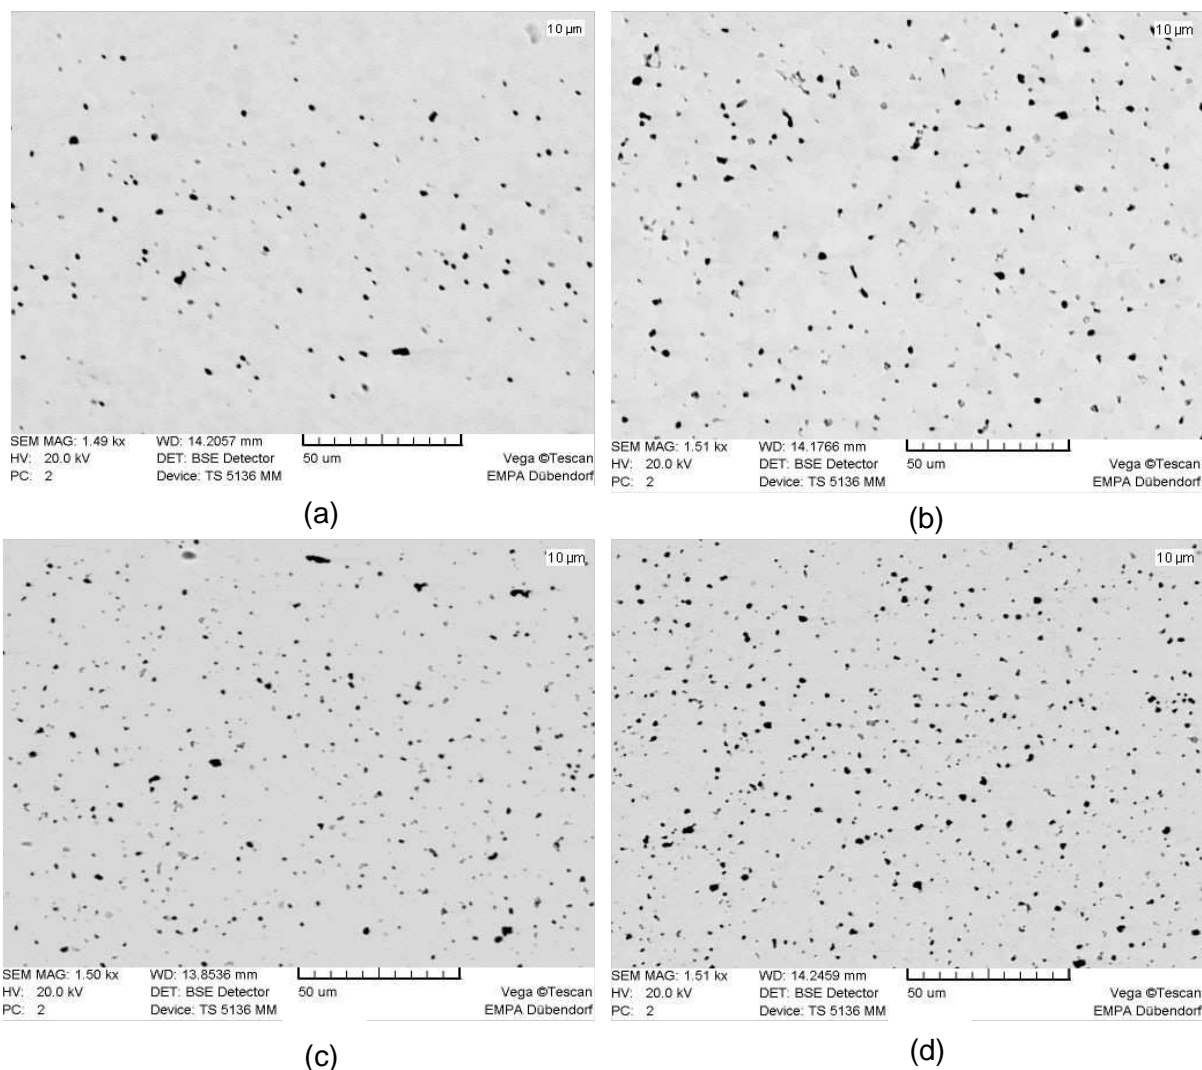 10 µm
SEM MAG: 1.49 kx WD: 14.2057 mm
HV: 20.0 kV DET: BSE Detector 50 um Vega ©Tescan
PC: 2 Device: TS 5136 MM EMPA Dübendorf
(a)
10 µm
SEM MAG: 1.51 kx WD: 14.1766 mm
HV: 20.0 kV DET: BSE Detector 50 um Vega ©Tescan
PC: 2 Device: TS 5136 MM EMPA Dübendorf
(b)
10 µm
SEM MAG: 1.50 kx WD: 13.8536 mm
HV: 20.0 kV DET: BSE Detector 50 um Vega ©Tescan
PC: 2 Device: TS 5136 MM EMPA Dübendorf
(c)
10 µm
SEM MAG: 1.51 kx WD: 14.2459 mm
HV: 20.0 kV DET: BSE Detector 50 um Vega ©Tescan
PC: 2 Device: TS 5136 MM EMPA Dübendorf
(d)